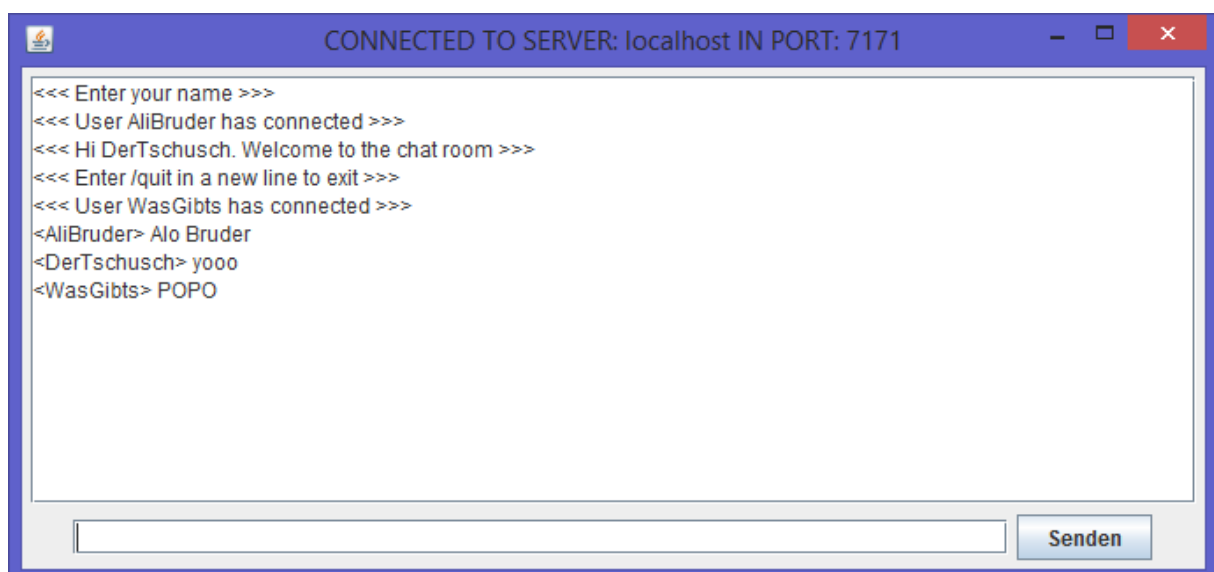 CONNECTED TO SERVER: localhost IN PORT: 7171
<<< Enter your name >>>
<<< User AliBruder has connected >>>
<<< Hi DerTschusch. Welcome to the chat room >>>
<<< Enter /quit in a new line to exit >>>
<<< User WasGibts has connected >>>
<AliBruder> Alo Bruder
<DerTschusch> yooo
<WasGibts> POPO
Senden